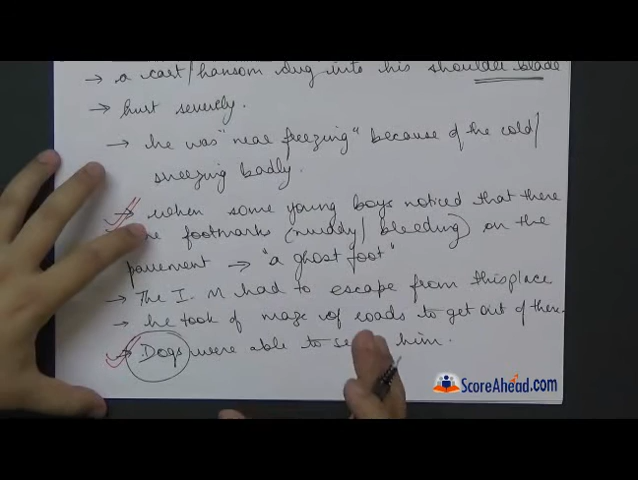 → a cart/hansom dug into his shoulder blade
→ hurt severely.
→ he was "near freezing" because of the cold/
sneezing badly.
→ when some young boys noticed that there
footmarks (muddy/bleeding) on the
pavement → "a ghost foot"
→ The I.M had to escape from this place
→ he took of maze of roads to get out of there.
→ Dogs were able to him.
ScoreAhead.com